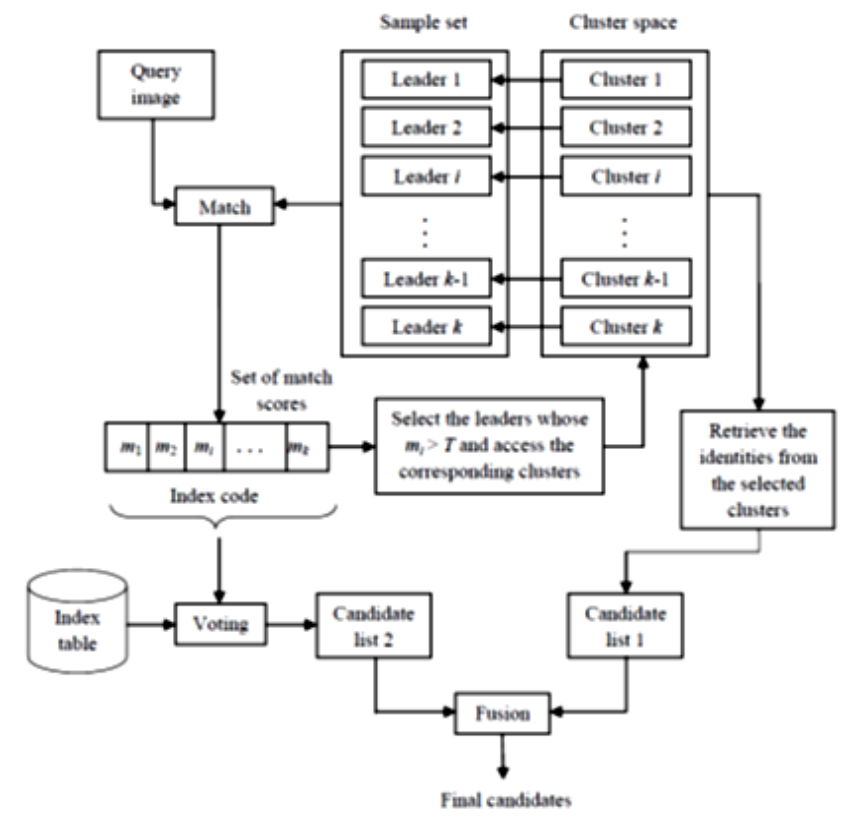 Sample set
Cluster space
Query
image
Leader 1
Cluster 1
Leader 2
Cluster 2
Leader i
Cluster i
Match
⋮
⋮
Leader k-1
Cluster k-1
Leader k
Cluster k
Set of match
scores
m1 m2 mi . . . mk
Select the leaders whose
mi > T and access the
corresponding clusters
Retrieve the
identities from
the selected
clusters
Index code
Index
table
Voting
Candidate
list 2
Candidate
list 1
Fusion
Final candidates